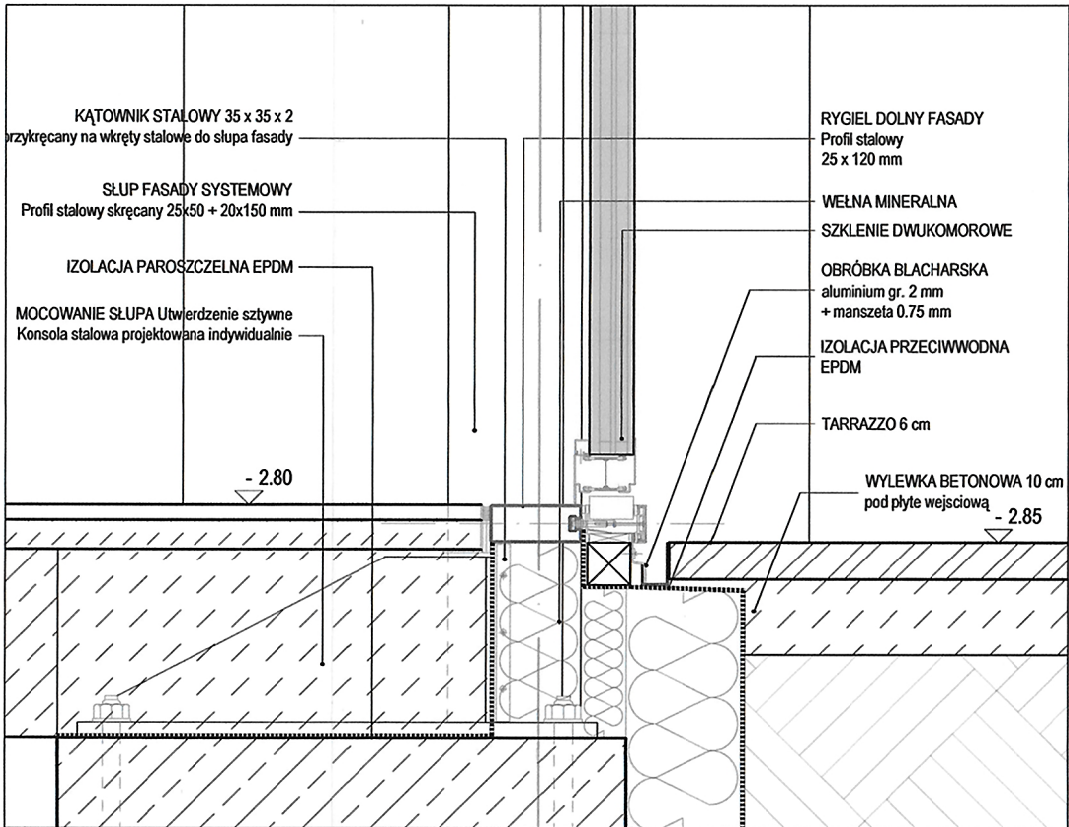 KĄTOWNIK STALOWY 35 x 35 x 2
przykręcany na wkręty stalowe do słupa fasady
SŁUP FASADY SYSTEMOWY
Profil stalowy skręcany 25x50 + 20x150 mm
IZOLACJA PAROSZCZELNA EPDM
MOCOWANIE SŁUPA Utwierdzenie sztywne
Konsola stalowa projektowana indywidualnie
- 2.80
RYGIEL DOLNY FASADY
Profil stalowy
25 x 120 mm
WEŁNA MINERALNA
SZKLENIE DWUKOMOROWE
OBRÓBKA BLACHARSKA
aluminium gr. 2 mm
+ manszeta 0.75 mm
IZOLACJA PRZECIWWODNA
EPDM
TARRAZZO 6 cm
WYLEWKA BETONOWA 10 cm
pod płyte wejsciową
- 2.85